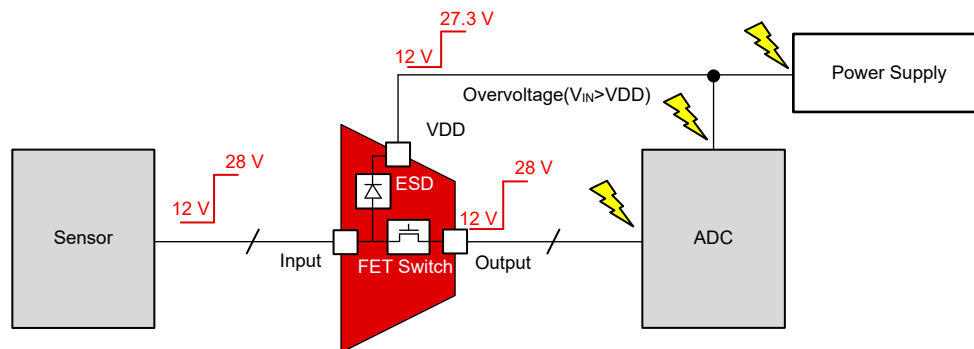 27.3 V
12 V
Power Supply
Overvoltage(VIN>VDD)
VDD
28 V
ESD
28 V
12 V
12 V
Sensor
ADC
Input
FET Switch
Output